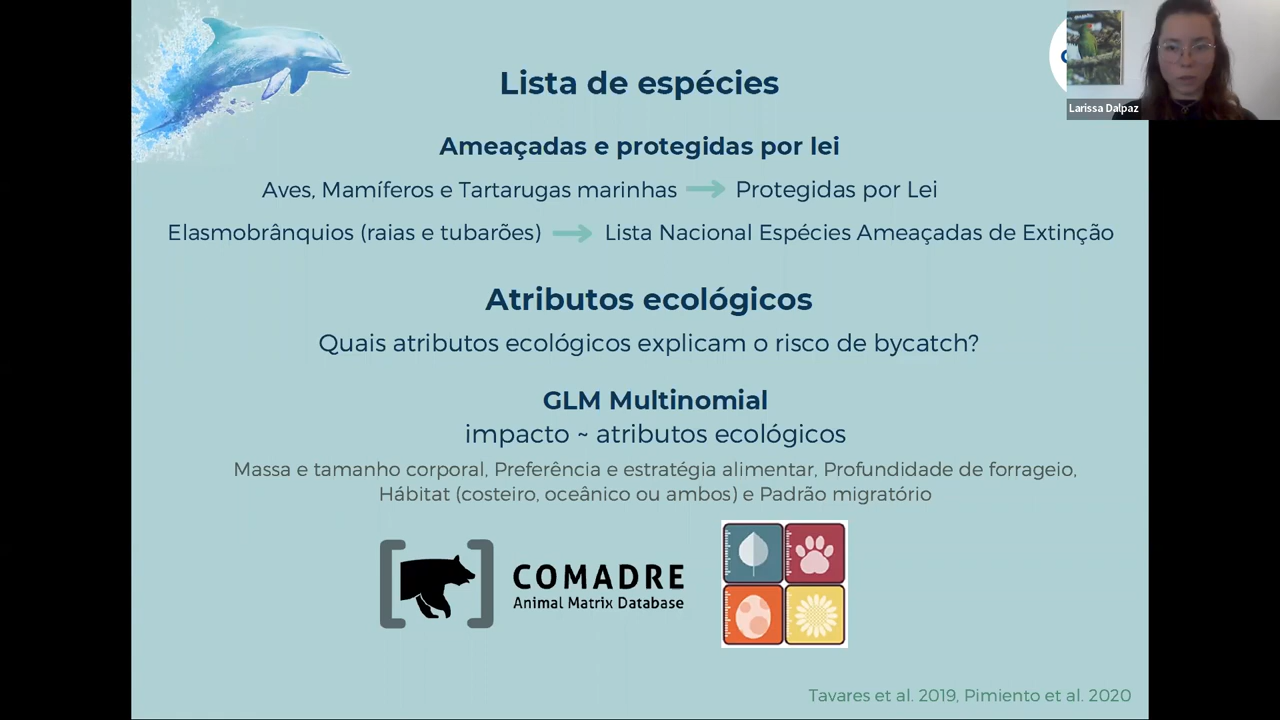 Lista de espécies
Larissa Dalpaz
Ameaçadas e protegidas por lei
Aves, Mamíferos e Tartarugas marinhas → Protegidas por Lei
Elasmobrânquios (raias e tubarões) → Lista Nacional Espécies Ameaçadas de Extinção
Atributos ecológicos
Quais atributos ecológicos explicam o risco de bycatch?
GLM Multinomial
impacto ~ atributos ecológicos
Massa e tamanho corporal, Preferência e estratégia alimentar, Profundidade de forrageio,
Hábitat (costeiro, oceânico ou ambos) e Padrão migratório
COMADRE
Animal Matrix Database
Tavares et al. 2019, Pimiento et al. 2020